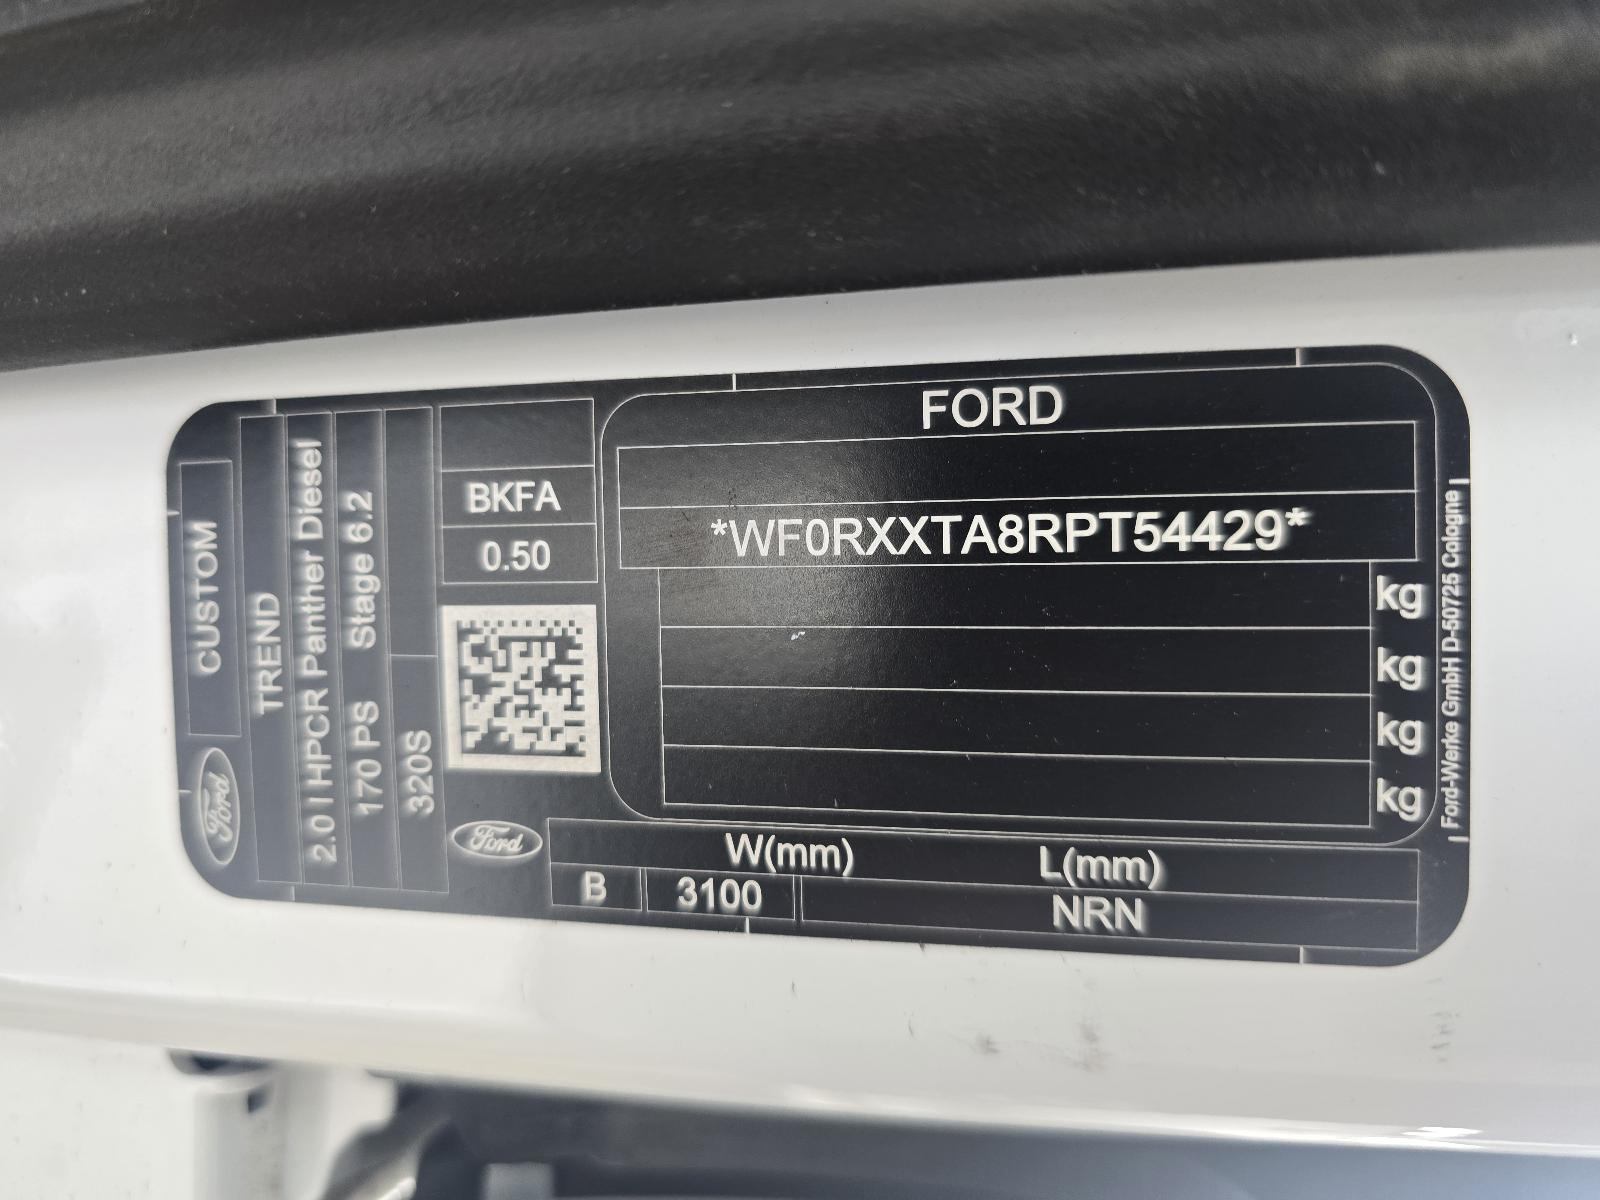 FORD
*WF0RXXTA8RPT54429*
kg
kg
kg
kg
W(mm) L(mm)
B 3100 NRN
Ford
BKFA
0.50
Ford CUSTOM
TREND
2.0 l HPCR Panther Diesel
170 PS Stage 6.2
320S
Ford-Werke GmbH D-50725 Cologne